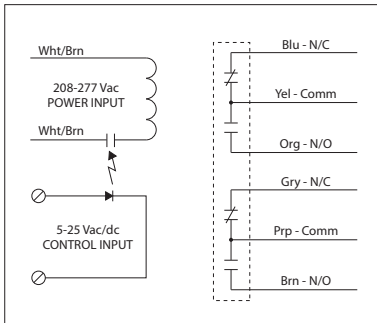 Wht/Brn
208-277 Vac
POWER INPUT
Wht/Brn
5-25 Vac/dc
CONTROL INPUT
Blu - N/C
Yel - Comm
Org - N/O
Gry - N/C
Prp - Comm
Brn - N/O